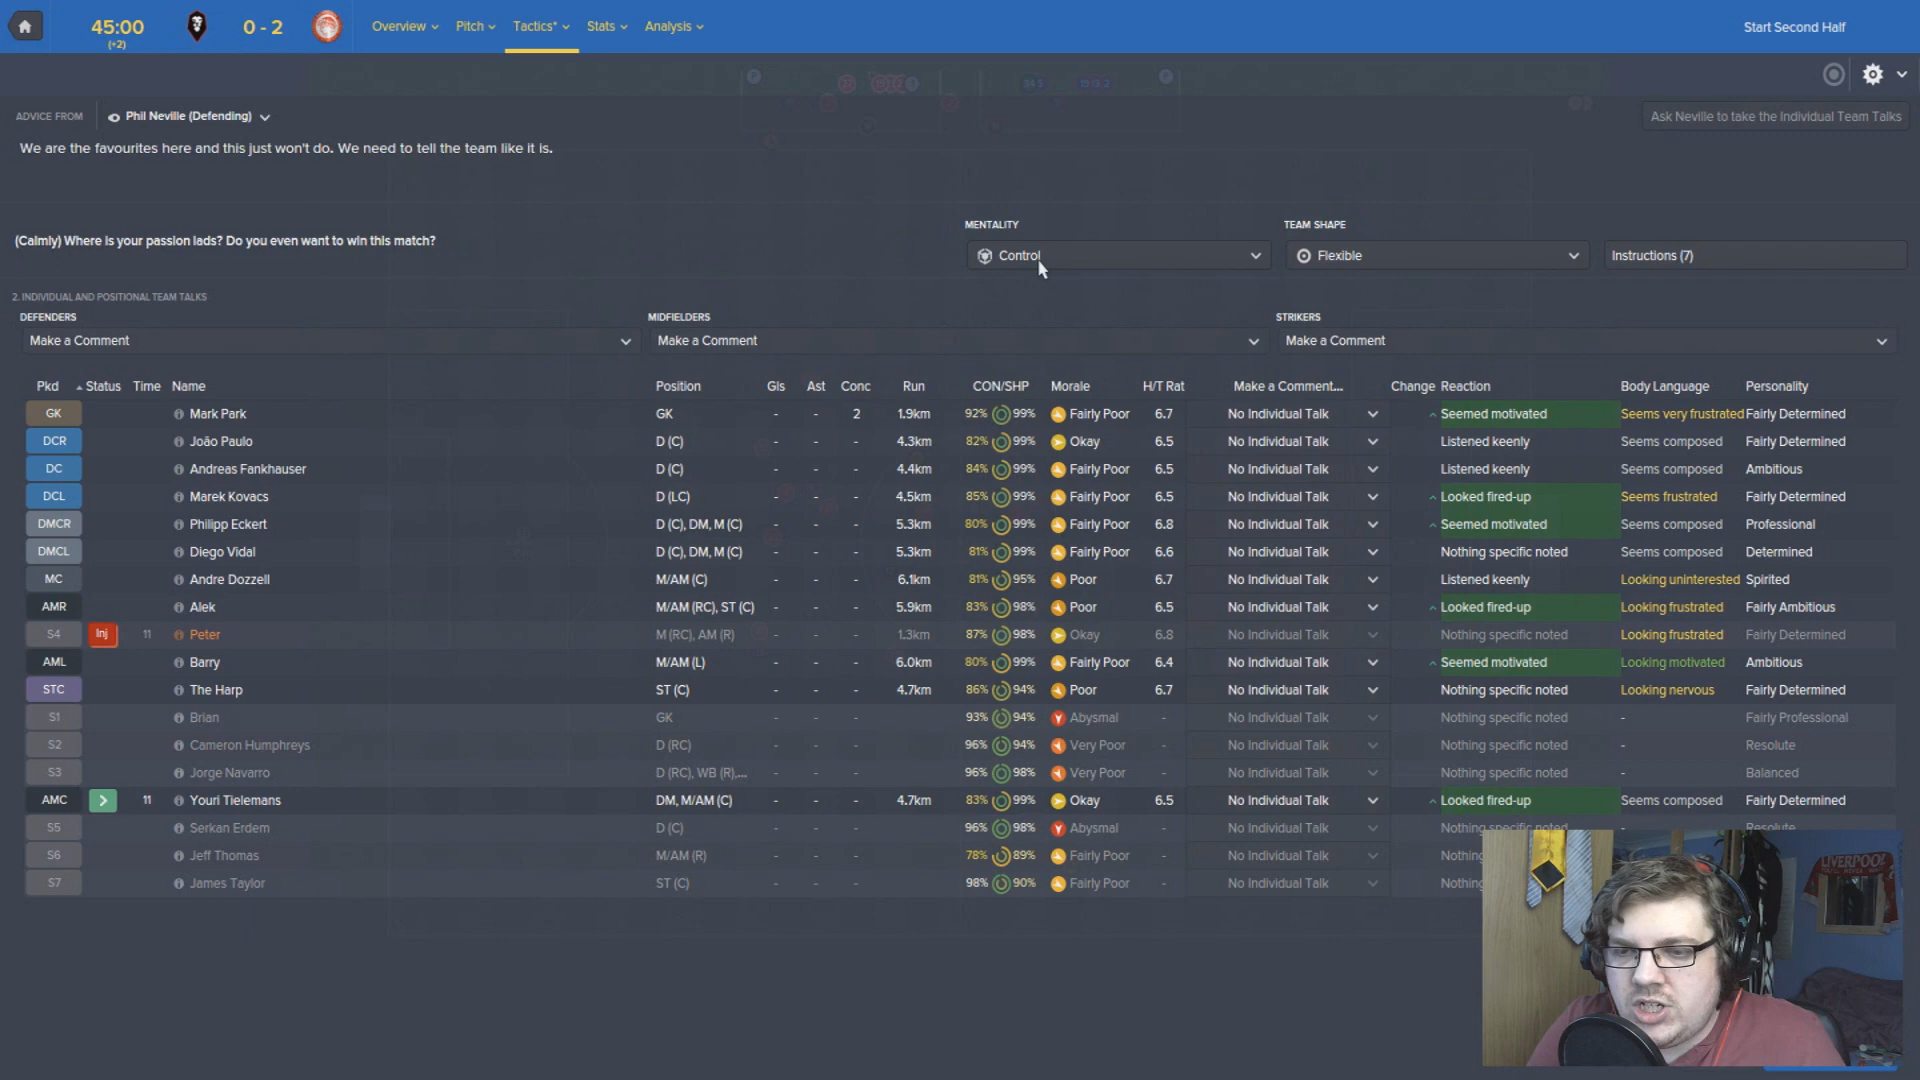 45:00 0 - 2 Overview Pitch Tactics* Stats Analysis Start Second Half
(+2)
ADVICE FROM Phil Neville (Defending) Ask Neville to take the Individual Team Talks
We are the favourites here and this just won't do. We need to tell the team like it is.
MENTALITY TEAM SHAPE
(Calmly) Where is your passion lads? Do you even want to win this match? Control Flexible Instructions (7)
2. INDIVIDUAL AND POSITIONAL TEAM TALKS
DEFENDERS MIDFIELDERS STRIKERS
Make a Comment Make a Comment Make a Comment
Pkd Status Time Name Position Gls Ast Conc Run CON/SHP Morale H/T Rat Make a Comment... Change Reaction Body Language Personality
GK Mark Park GK - - 2 1.9km 92% 99% Fairly Poor 6.7 No Individual Talk Seemed motivated Seems very frustrated Fairly Determined
DCR João Paulo D (C) - - - 4.3km 82% 99% Okay 6.5 No Individual Talk Listened keenly Seems composed Fairly Determined
DC Andreas Fankhauser D (C) - - - 4.4km 84% 99% Fairly Poor 6.5 No Individual Talk Listened keenly Seems composed Ambitious
DCL Marek Kovacs D (LC) - - - 4.5km 85% 99% Fairly Poor 6.5 No Individual Talk Looked fired-up Seems frustrated Fairly Determined
DMCR Philipp Eckert D (C), DM, M (C) - - - 5.3km 80% 99% Fairly Poor 6.8 No Individual Talk Seemed motivated Seems composed Professional
DMCL Diego Vidal D (C), DM, M (C) - - - 5.3km 81% 99% Fairly Poor 6.6 No Individual Talk Nothing specific noted Seems composed Determined
MC Andre Dozzell M/AM (C) - - - 6.1km 81% 95% Poor 6.7 No Individual Talk Listened keenly Looking uninterested Spirited
AMR Alek M/AM (RC), ST (C) - - - 5.9km 83% 98% Poor 6.5 No Individual Talk Looked fired-up Looking frustrated Fairly Ambitious
S4 Inj 11 Peter M (RC), AM (R) - - - 1.3km 87% 98% Okay 6.8 No Individual Talk Nothing specific noted Looking frustrated Fairly Determined
AML Barry M/AM (L) - - - 6.0km 80% 99% Fairly Poor 6.4 No Individual Talk Seemed motivated Looking motivated Ambitious
STC The Harp ST (C) - - - 4.7km 86% 94% Poor 6.7 No Individual Talk Nothing specific noted Looking nervous Fairly Determined
S1 Brian GK - - - 93% 94% Abysmal - No Individual Talk Nothing specific noted - Fairly Professional
S2 Cameron Humphreys D (RC) - - - 96% 94% Very Poor - No Individual Talk Nothing specific noted - Resolute
S3 Jorge Navarro D (RC), WB (R),... - - - 96% 98% Very Poor - No Individual Talk Nothing specific noted - Balanced
AMC 11 Youri Tielemans DM, M/AM (C) - - - 4.7km 83% 99% Okay 6.5 No Individual Talk Looked fired-up Seems composed Fairly Determined
S5 Serkan Erdem D (C) - - - 96% 98% Abysmal - No Individual Talk Nothing specific noted - Resolute
S6 Jeff Thomas M/AM (R) - - - 78% 89% Fairly Poor - No Individual Talk Nothing
S7 James Taylor ST (C) - - - 98% 90% Fairly Poor - No Individual Talk Nothing
LIVERPOOL